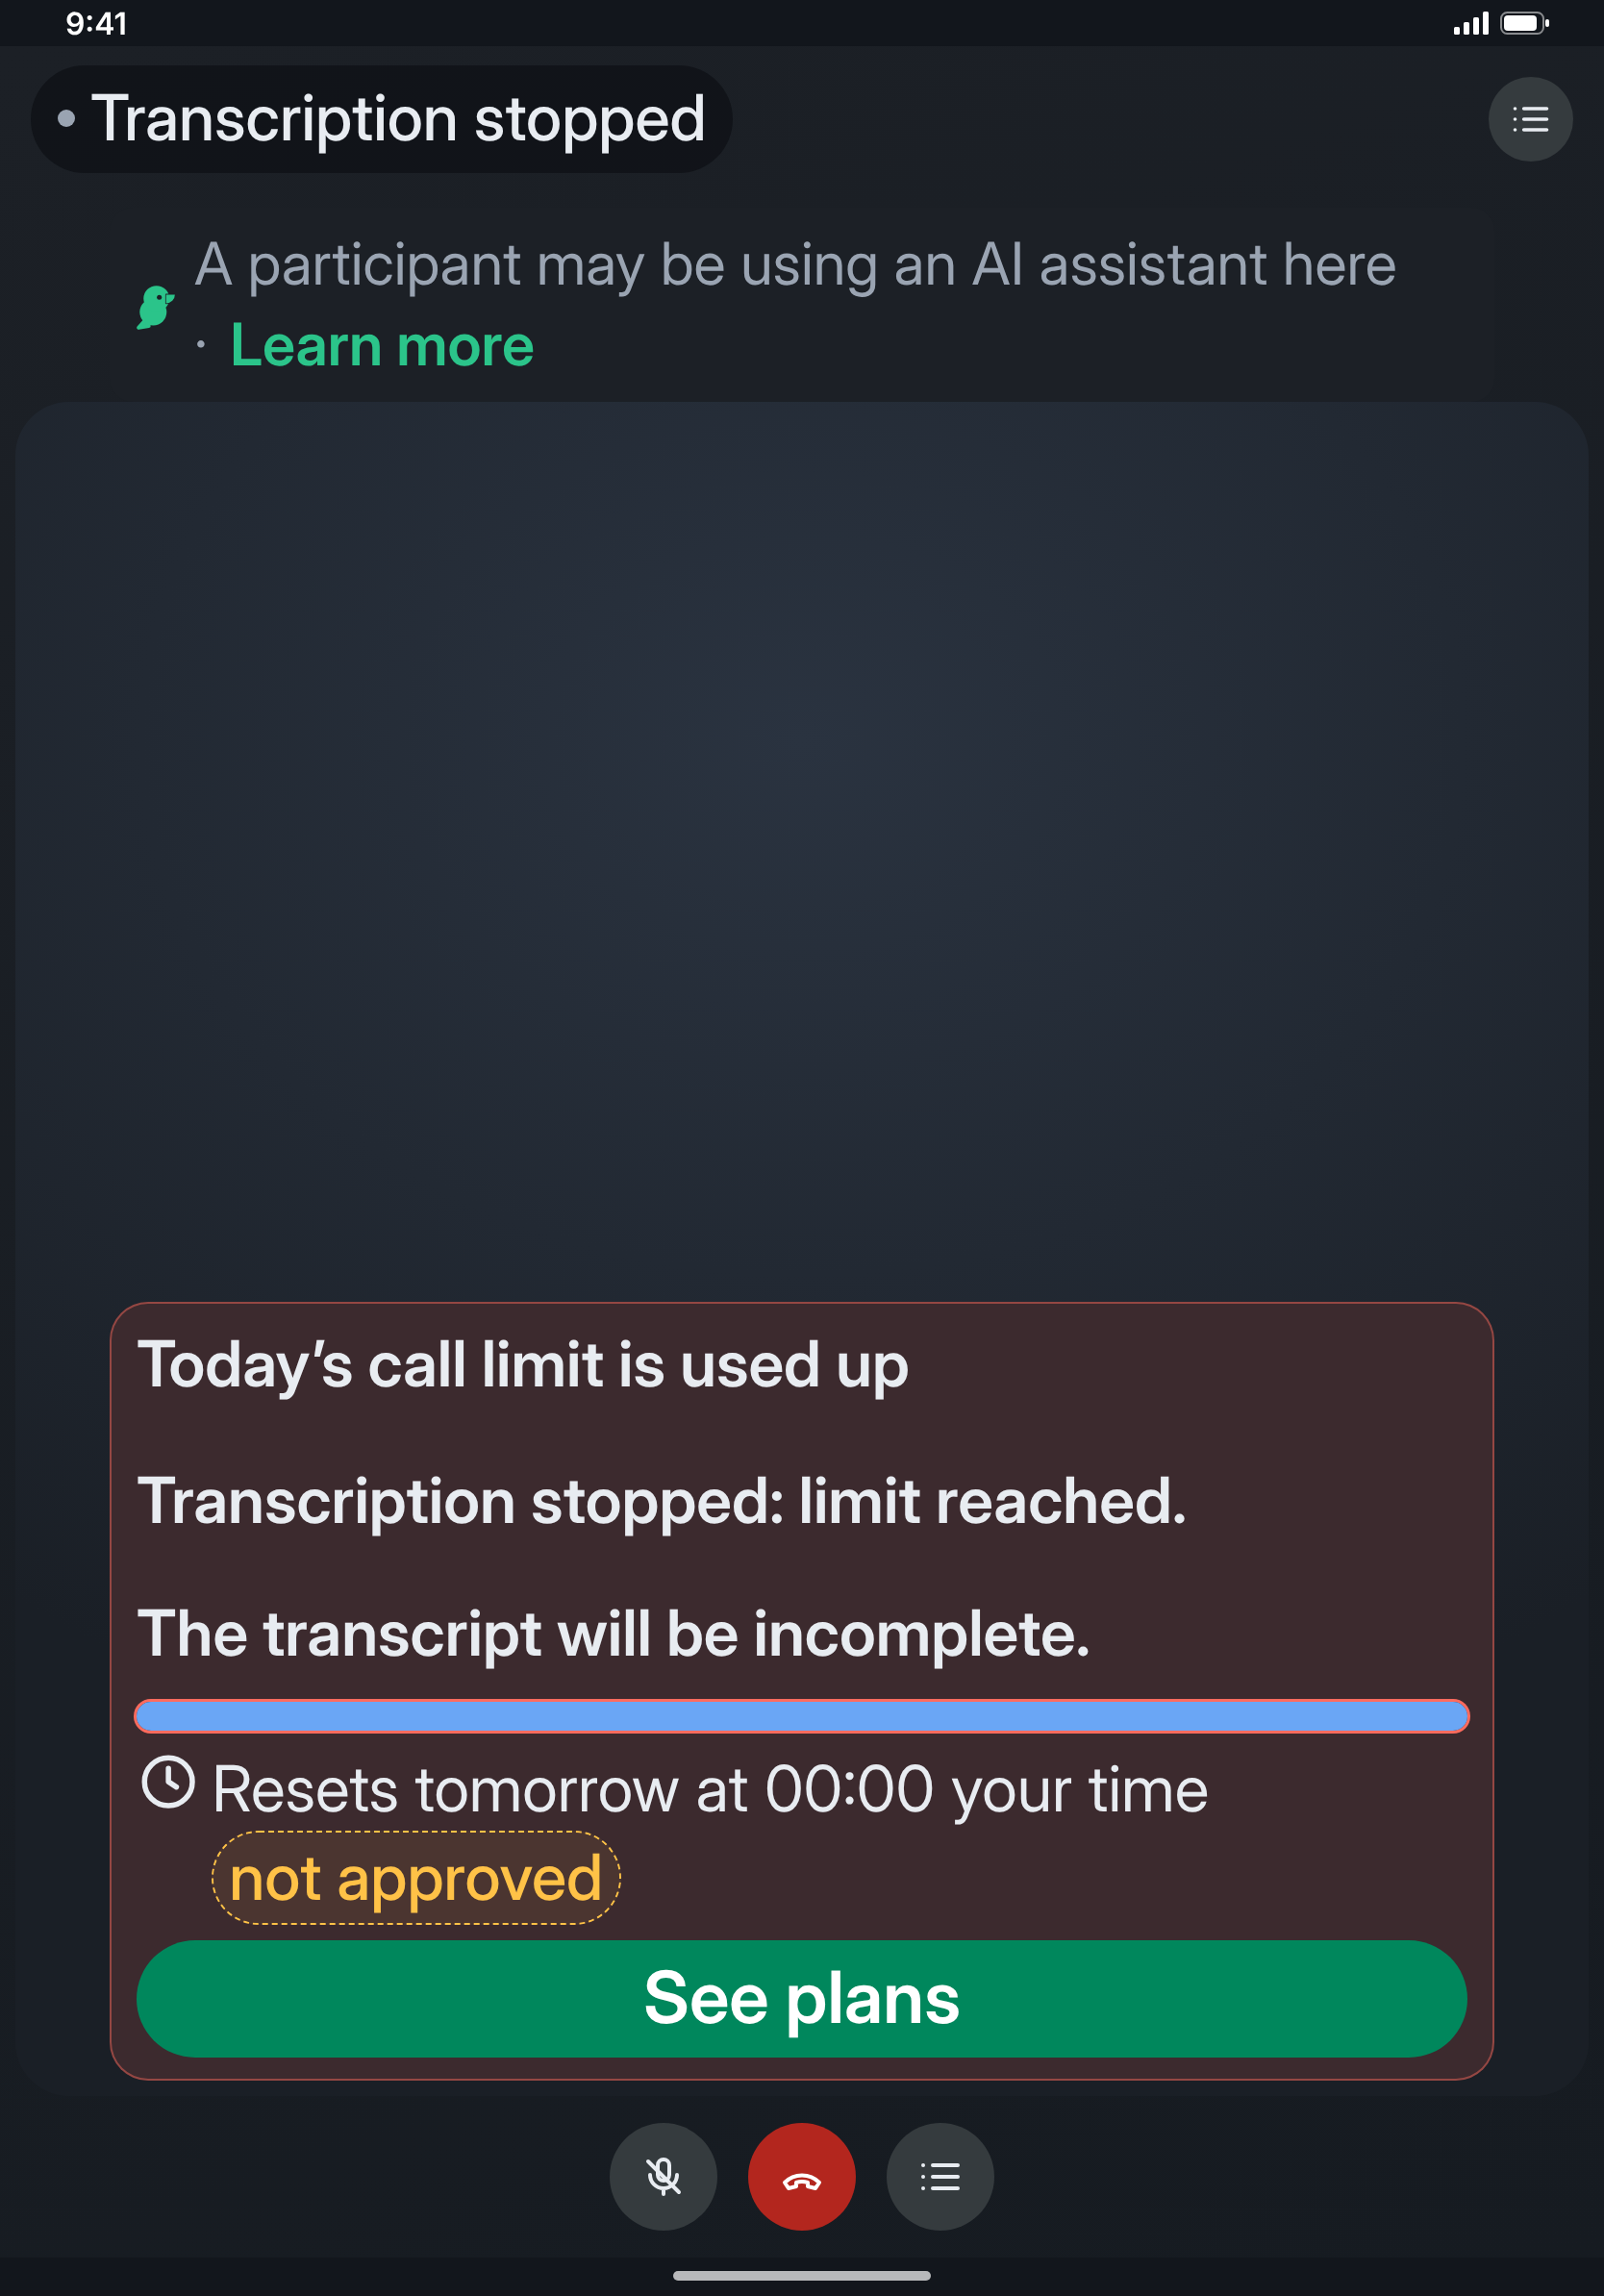 9:41
Transcription stopped
A participant may be using an AI assistant here
· Learn more
Today’s call limit is used up
Transcription stopped: limit reached.
The transcript will be incomplete.
Resets tomorrow at 00:00 your time
not approved
See plans